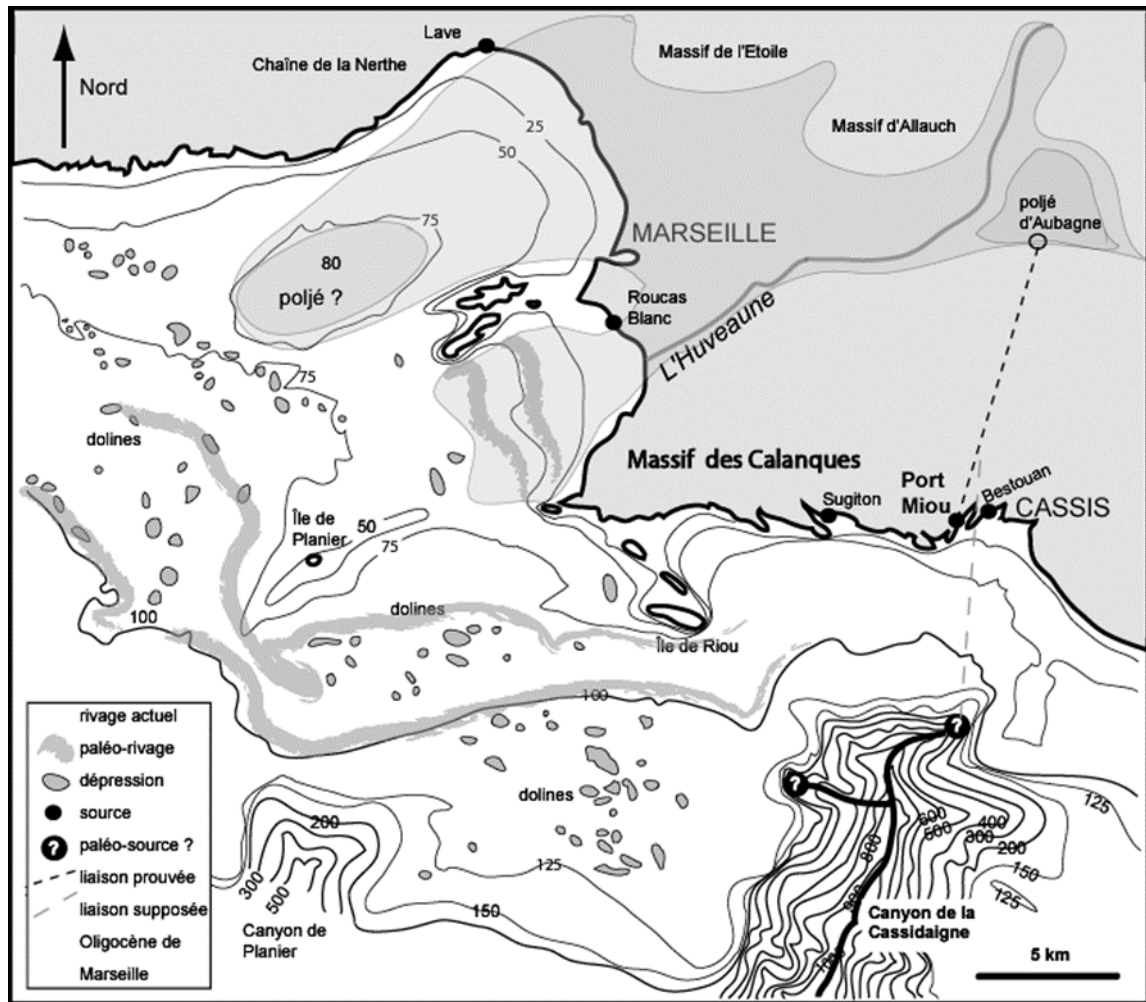 Nord
Lave
Chaîne de la Nerthe
Massif de l'Etoile
Massif d'Allauch
25
50
75
80
poljé ?
MARSEILLE
poljé
d'Aubagne
Roucas
Blanc
L'Huveaune
75
dolines
Massif des Calanques
Port
Miou
Sugiton
Bestouan
CASSIS
Île de
Planier
50
75
100
dolines
Île de Riou
100
dolines
125
150
200
300
500
Canyon de
Planier
600
500
400
300
200
150
125
125
800
Canyon de la
Cassidaigne
5 km
rivage actuel
paléo-rivage
dépression
source
?
paléo-source ?
liaison prouvée
liaison supposée
Oligocène de
Marseille
?
?